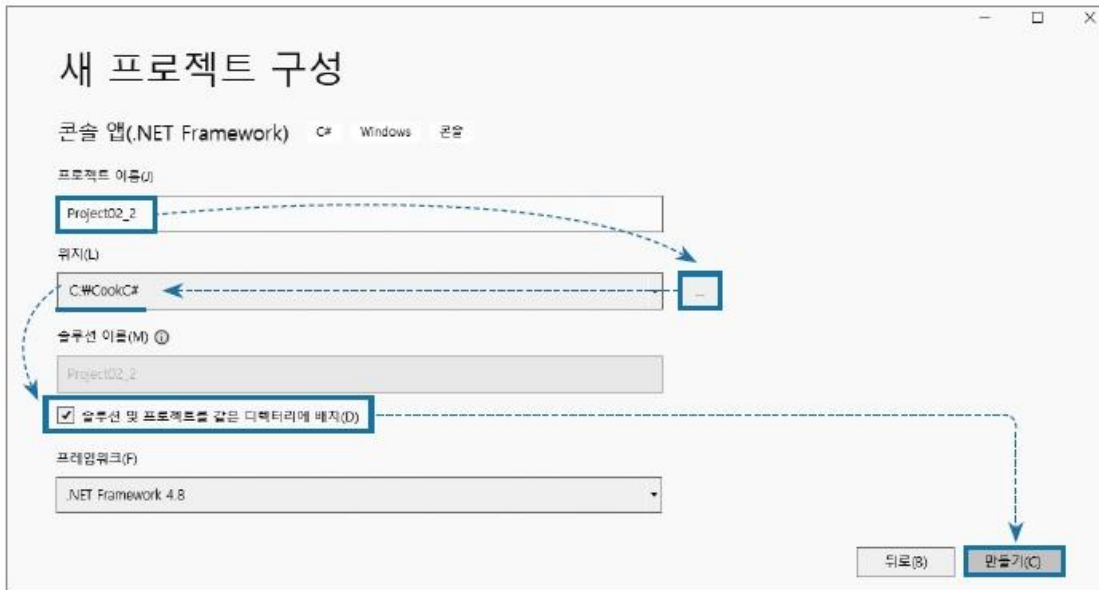 새 프로젝트 구성
콘솔 앱(.NET Framework) C# Windows 콘솔
프로젝트 이름(J)
Project02_2
위치(L)
C:₩CookC#
...
솔루션 이름(M)
Project02_2
솔루션 및 프로젝트를 같은 디렉터리에 배치(D)
프레임워크(F)
.NET Framework 4.8
뒤로(B) 만들기(C)